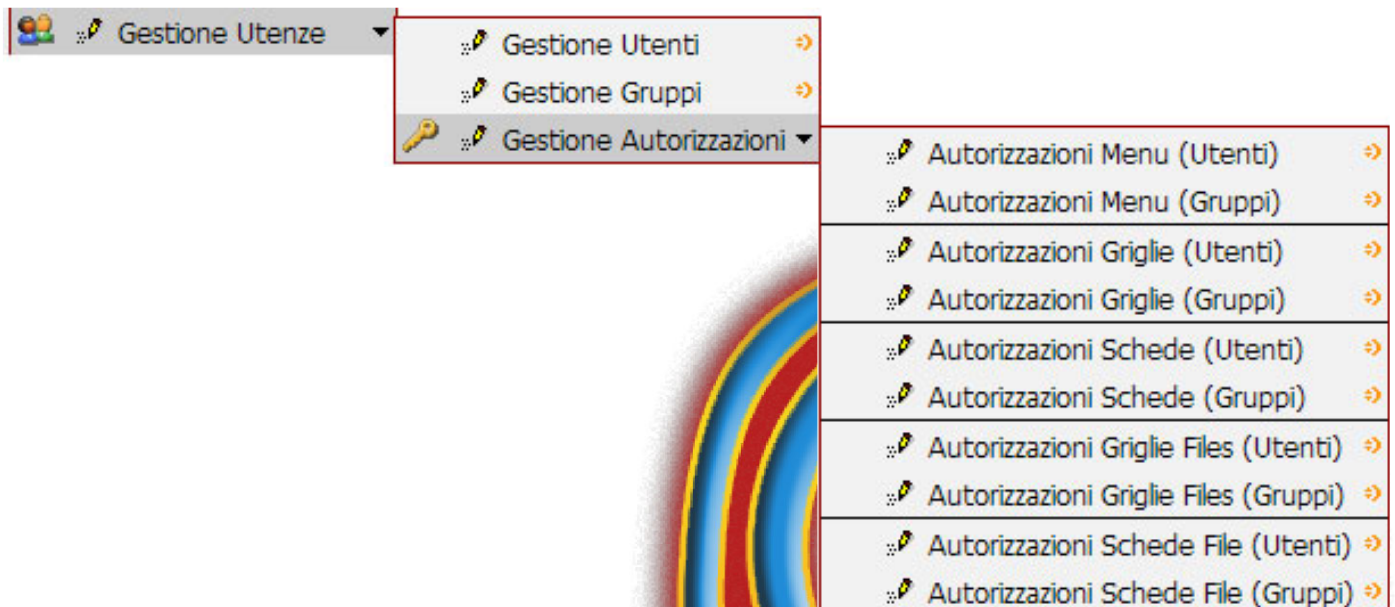 Gestione Utenze
Gestione Utenti
Gestione Gruppi
Gestione Autorizzazioni
Autorizzazioni Menu (Utenti)
Autorizzazioni Menu (Gruppi)
Autorizzazioni Griglie (Utenti)
Autorizzazioni Griglie (Gruppi)
Autorizzazioni Schede (Utenti)
Autorizzazioni Schede (Gruppi)
Autorizzazioni Griglie Files (Utenti)
Autorizzazioni Griglie Files (Gruppi)
Autorizzazioni Schede File (Utenti)
Autorizzazioni Schede File (Gruppi)